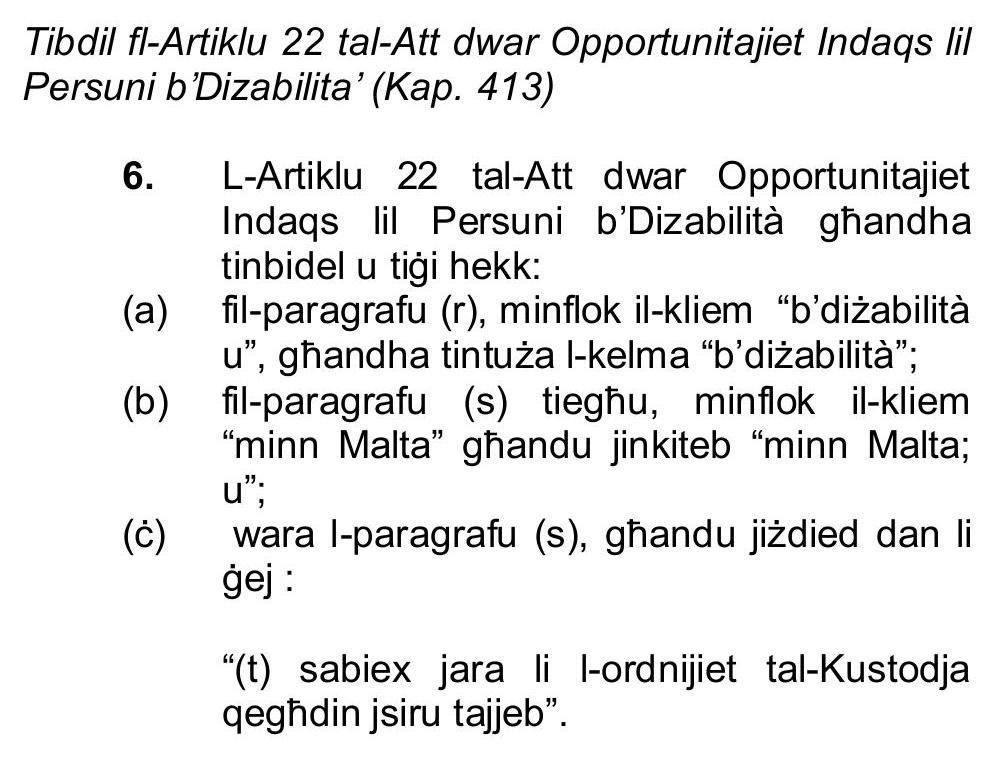 Tibdil fl-Artiklu 22 tal-Att dwar Opportunitajiet Indaqs lil
Persuni b’Dizabilita’ (Kap. 413)
6. L-Artiklu 22 tal-Att dwar Opportunitajiet
Indaqs lil Persuni b’Dizabilità għandha
tinbidel u tiġi hekk:
(a) fil-paragrafu (r), minflok il-kliem “b’diżabilità
u”, għandha tintuża l-kelma “b’diżabilità”;
(b) fil-paragrafu (s) tiegħu, minflok il-kliem
“minn Malta” għandu jinkiteb “minn Malta;
u”;
(ċ) wara l-paragrafu (s), għandu jiżdied dan li
ġej :
“(t) sabiex jara li l-ordnijiet tal-Kustodja
qegħdin jsiru tajjeb”.